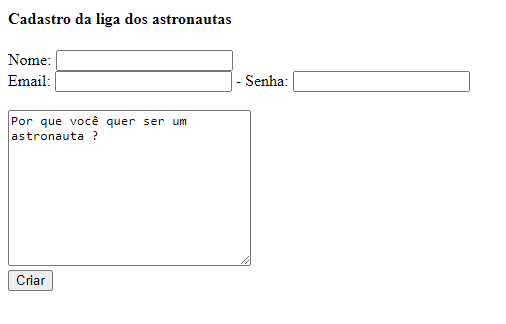 Cadastro da liga dos astronautas
Nome:
Email: - Senha:
Por que você quer ser um
astronauta ?
Criar